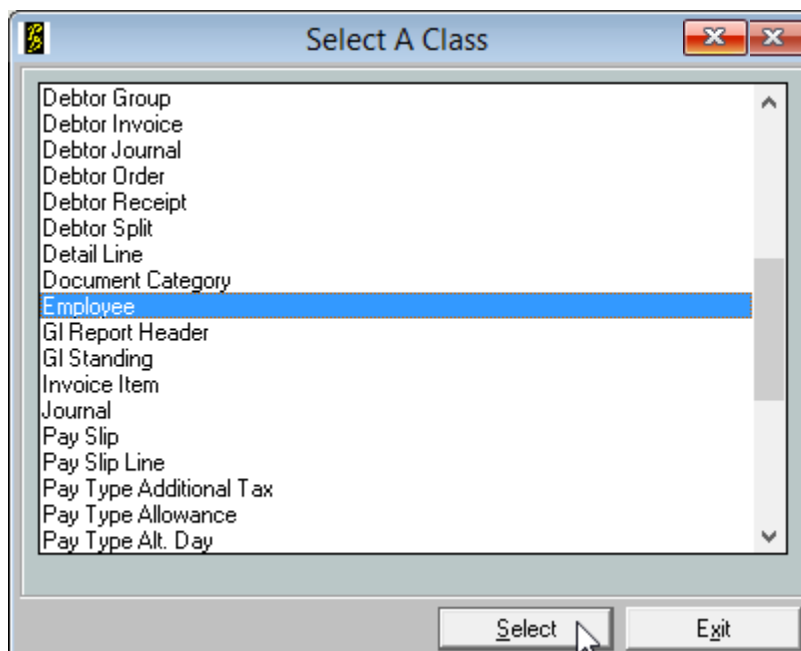 Select A Class
Debtor Group
Debtor Invoice
Debtor Journal
Debtor Order
Debtor Receipt
Debtor Split
Detail Line
Document Category
Employee
Gl Report Header
Gl Standing
Invoice Item
Journal
Pay Slip
Pay Slip Line
Pay Type Additional Tax
Pay Type Allowance
Pay Type Alt. Day
Select
Exit